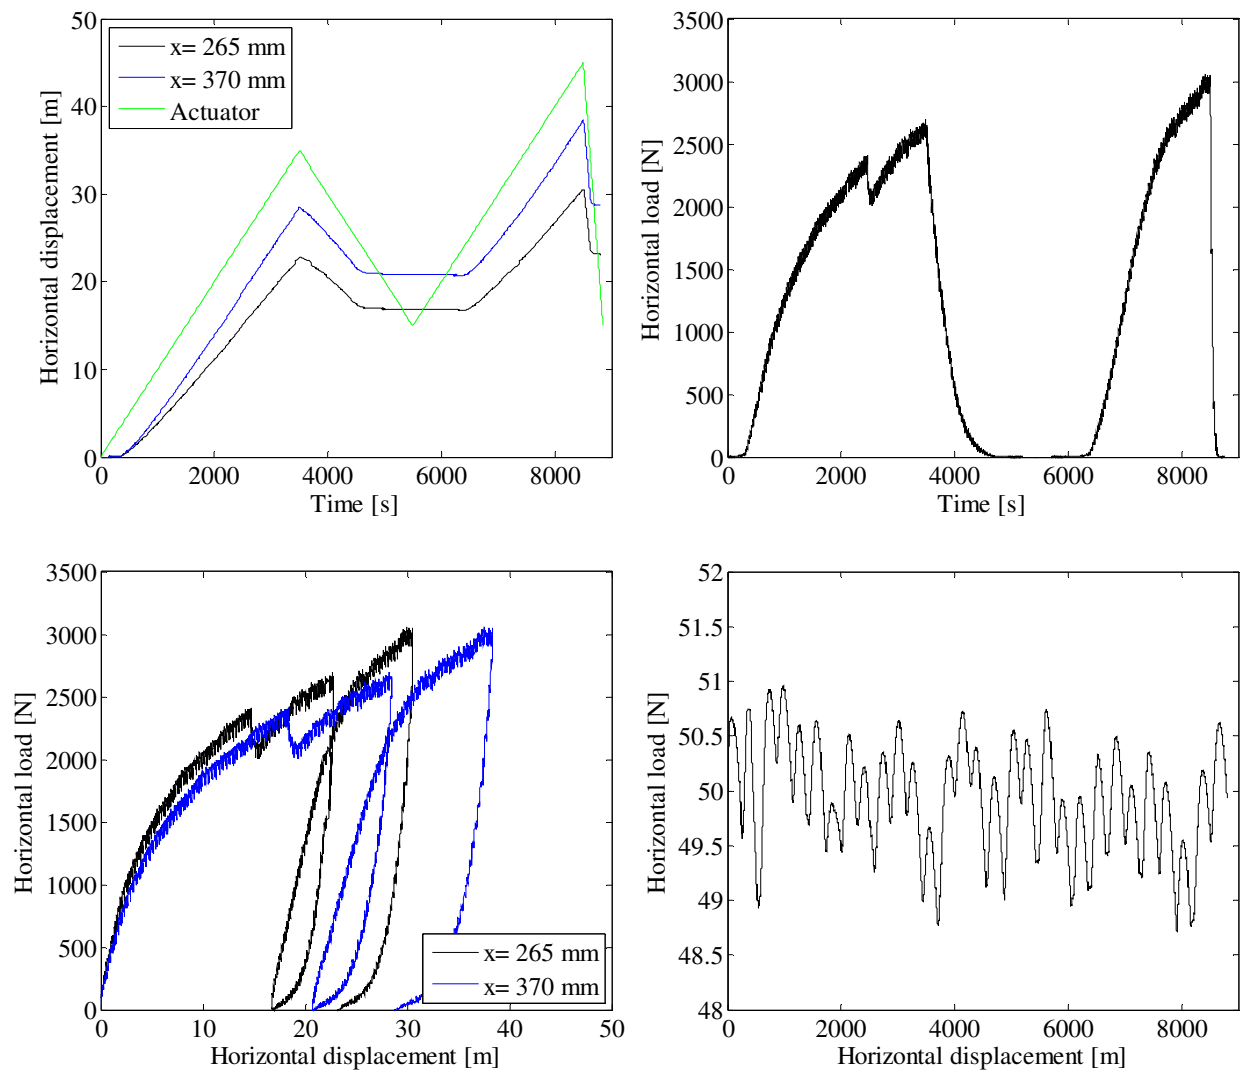 50
40
30
20
10
0
x= 265 mm
x= 370 mm
Actuator
Horizontal displacement [m]
0 2000 4000 6000 8000
Time [s]
3500
3000
2500
2000
1500
1000
500
0
Horizontal load [N]
0 2000 4000 6000 8000
Time [s]
3500
3000
2500
2000
1500
1000
500
0
Horizontal load [N]
x= 265 mm
x= 370 mm
0 10 20 30 40 50
Horizontal displacement [m]
52
51.5
51
50.5
50
49.5
49
48.5
48
Horizontal load [N]
0 2000 4000 6000 8000
Horizontal displacement [m]